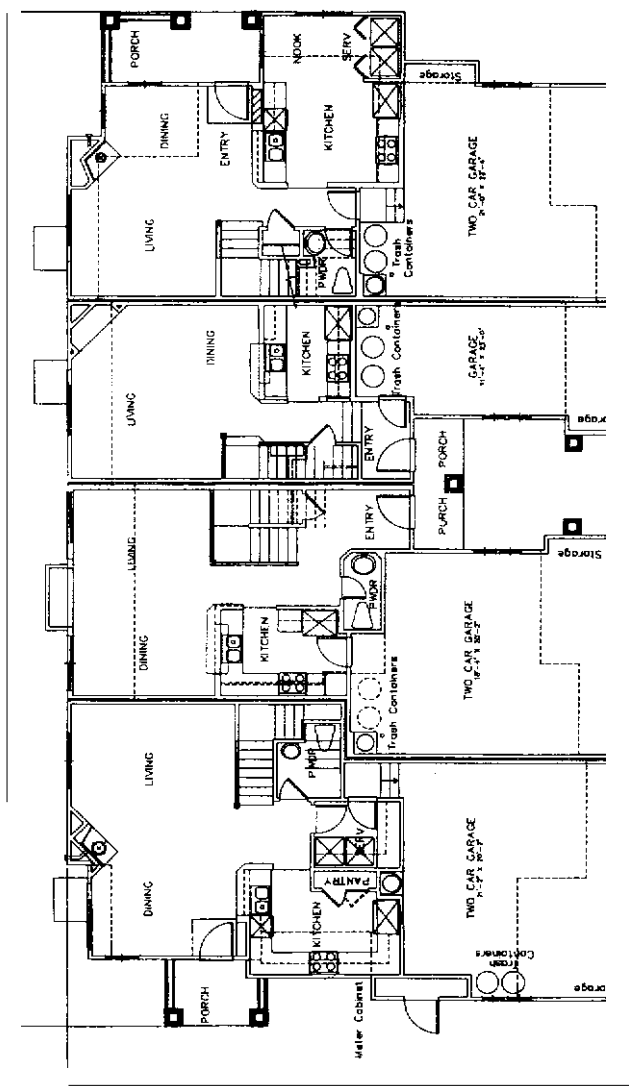 PORCH
NOOK
SERV
Storage
DINING
ENTRY
KITCHEN
LIVING
PWDR
Trash
Containers
TWO CAR GARAGE
DINING
LIVING
KITCHEN
Trash Containers
GARAGE
ENTRY
PORCH
PORCH
LIVING
DINING
ENTRY
KITCHEN
PWDR
Storage
Trash Containers
TWO CAR GARAGE
LIVING
DINING
PWDR
SERV
PANTRY
KITCHEN
TWO CAR GARAGE
Trash
Containers
PORCH
Meter Cabinet